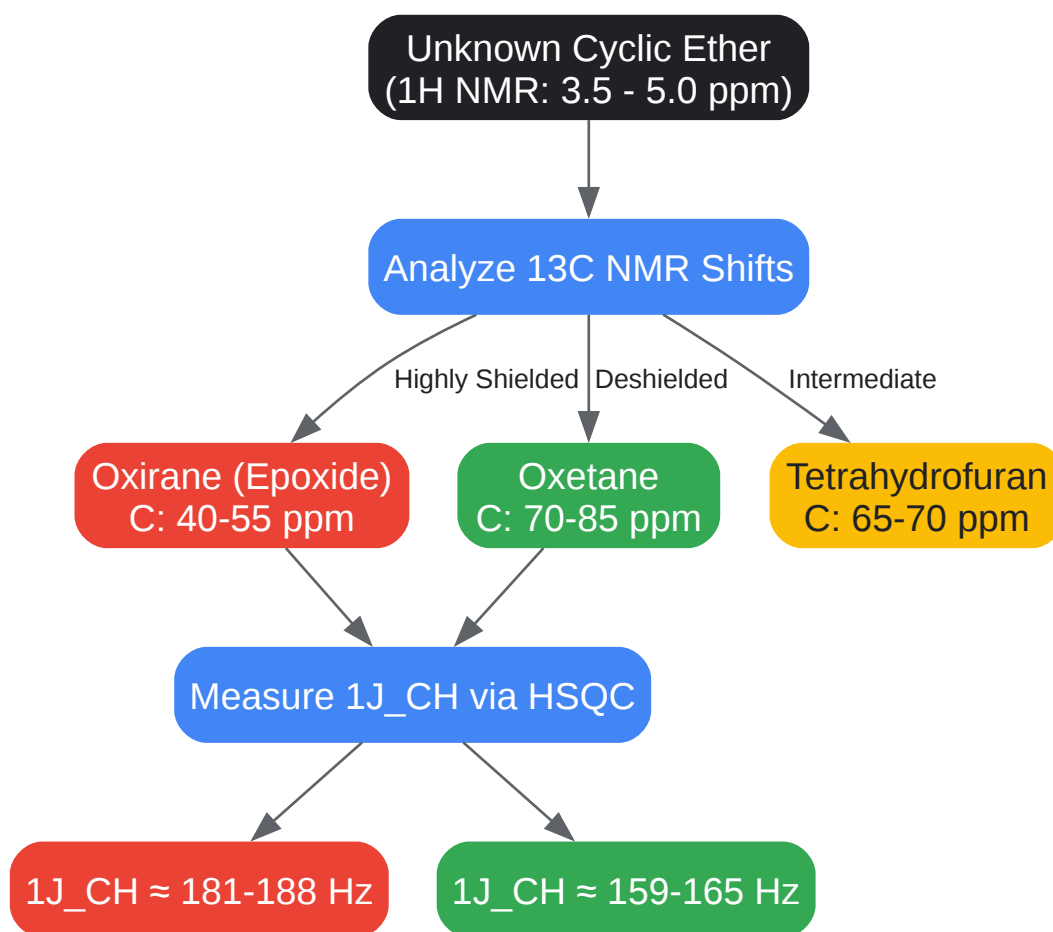 Unknown Cyclic Ether
(1H NMR: 3.5 - 5.0 ppm)
Analyze 13C NMR Shifts
Highly Shielded
Deshielded
Intermediate
Oxirane (Epoxide)
C: 40-55 ppm
Oxetane
C: 70-85 ppm
Tetrahydrofuran
C: 65-70 ppm
Measure 1J_CH via HSQC
1J_CH ≈ 181-188 Hz
1J_CH ≈ 159-165 Hz